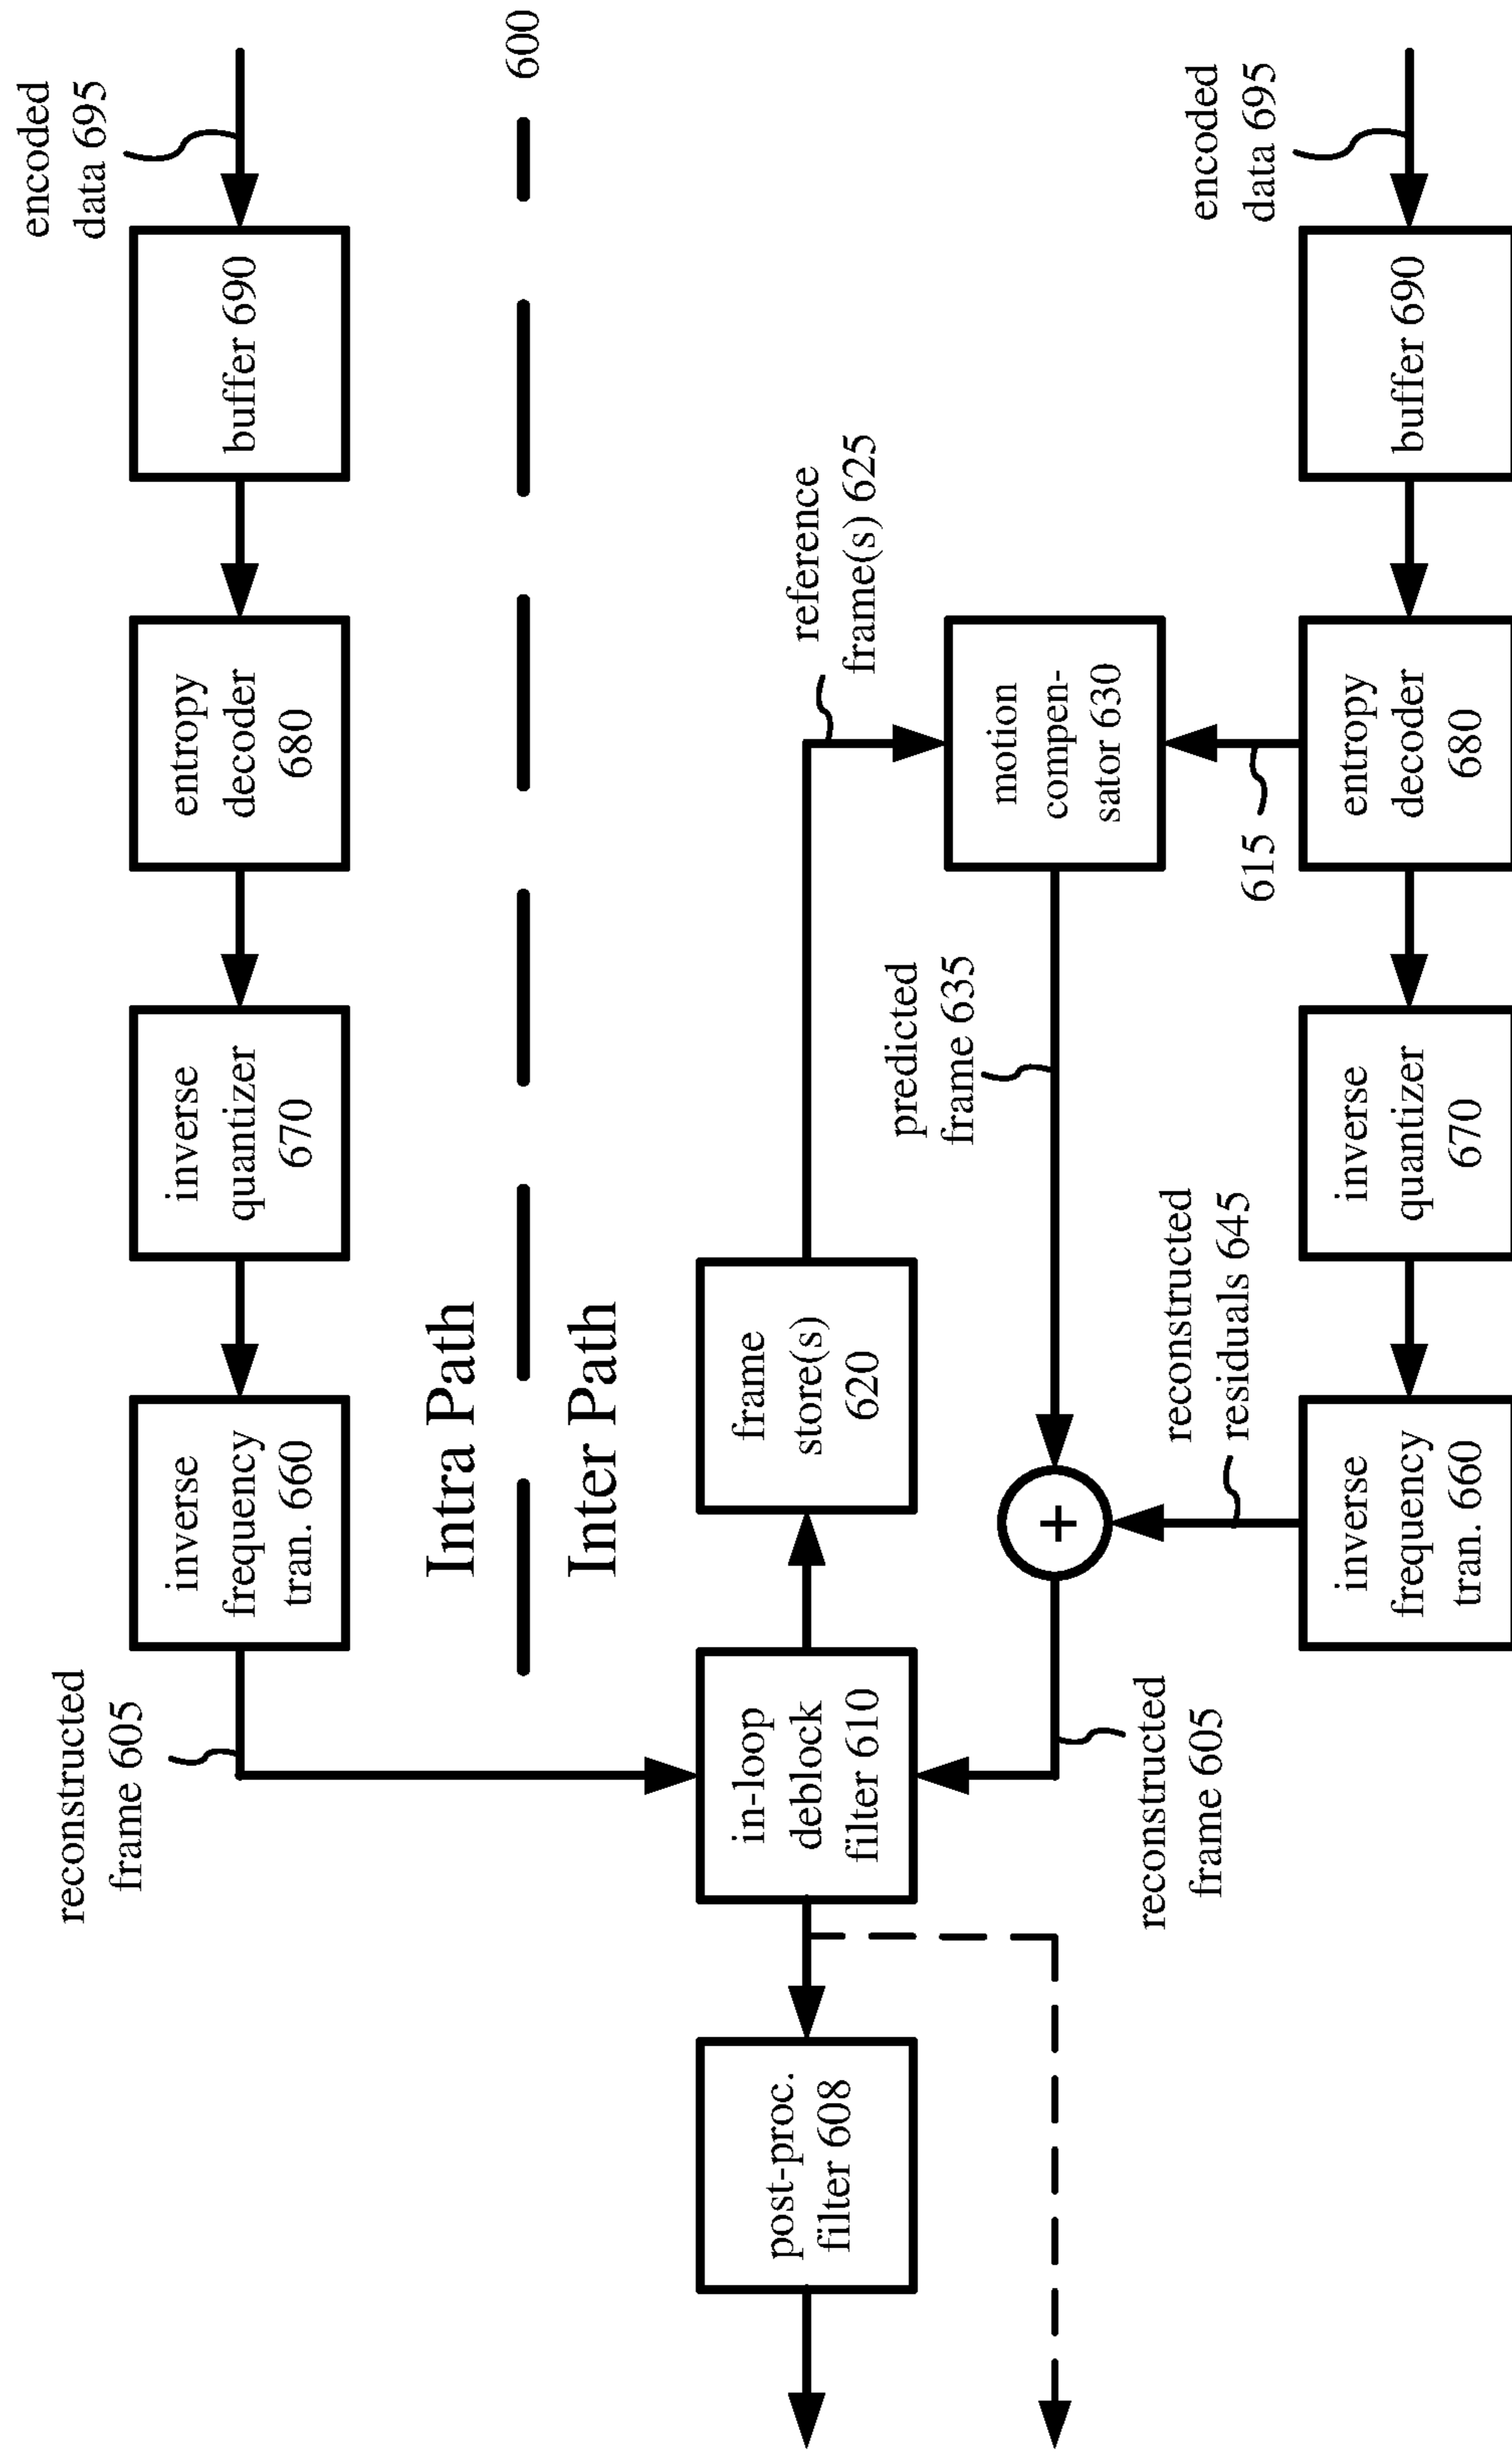 encoded
data 695
buffer 690
entropy
decoder
680
inverse
quantizer
670
inverse
frequency
tran. 660
reconstructed
frame 605
600
Intra Path
Inter Path
reference
frame(s) 625
frame
store(s)
620
in-loop
deblock
filter 610
post-proc.
filter 608
motion
compen-
sator 630
predicted
frame 635
+
reconstructed
frame 605
615
reconstructed
residuals 645
encoded
data 695
buffer 690
entropy
decoder
680
inverse
quantizer
670
inverse
frequency
tran. 660